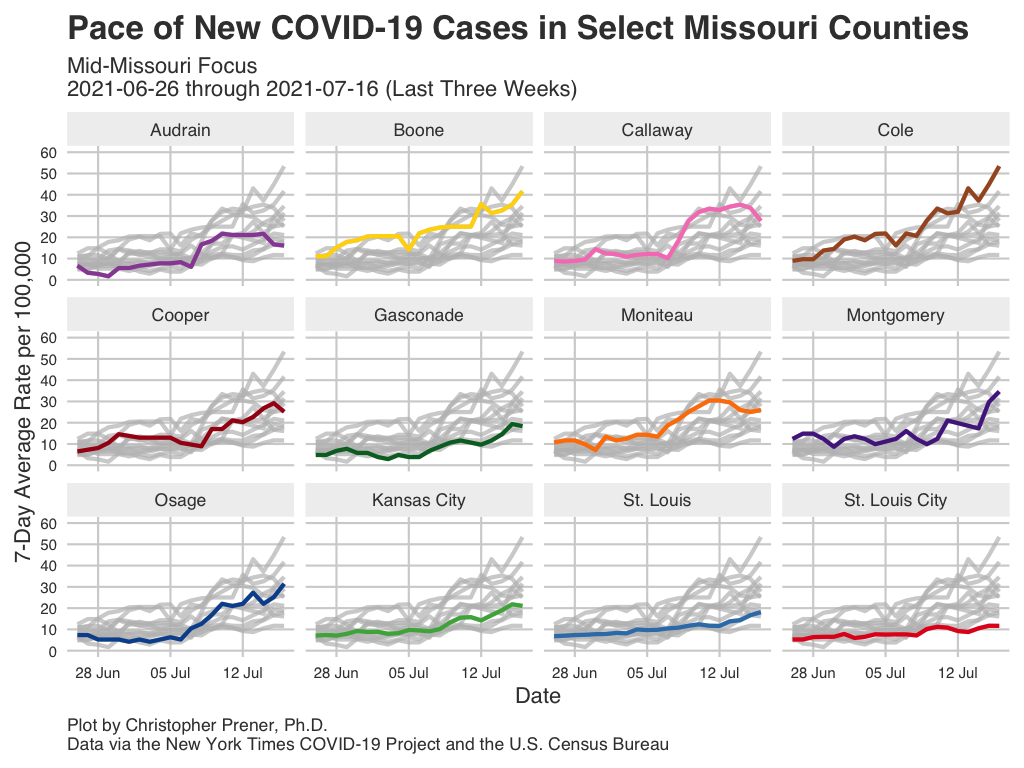 Pace of New COVID-19 Cases in Select Missouri Counties
Mid-Missouri Focus
2021-06-26 through 2021-07-16 (Last Three Weeks)
Audrain
Boone
Callaway
Cole
60
50
40
30
20
10
0
Cooper
Gasconade
Moniteau
Montgomery
60
50
40
30
20
10
0
Osage
Kansas City
St. Louis
St. Louis City
60
50
40
30
20
10
0
7-Day Average Rate per 100,000
28 Jun
05 Jul
12 Jul
28 Jun
05 Jul
12 Jul
28 Jun
05 Jul
12 Jul
28 Jun
05 Jul
12 Jul
Date
Plot by Christopher Prener, Ph.D.
Data via the New York Times COVID-19 Project and the U.S. Census Bureau